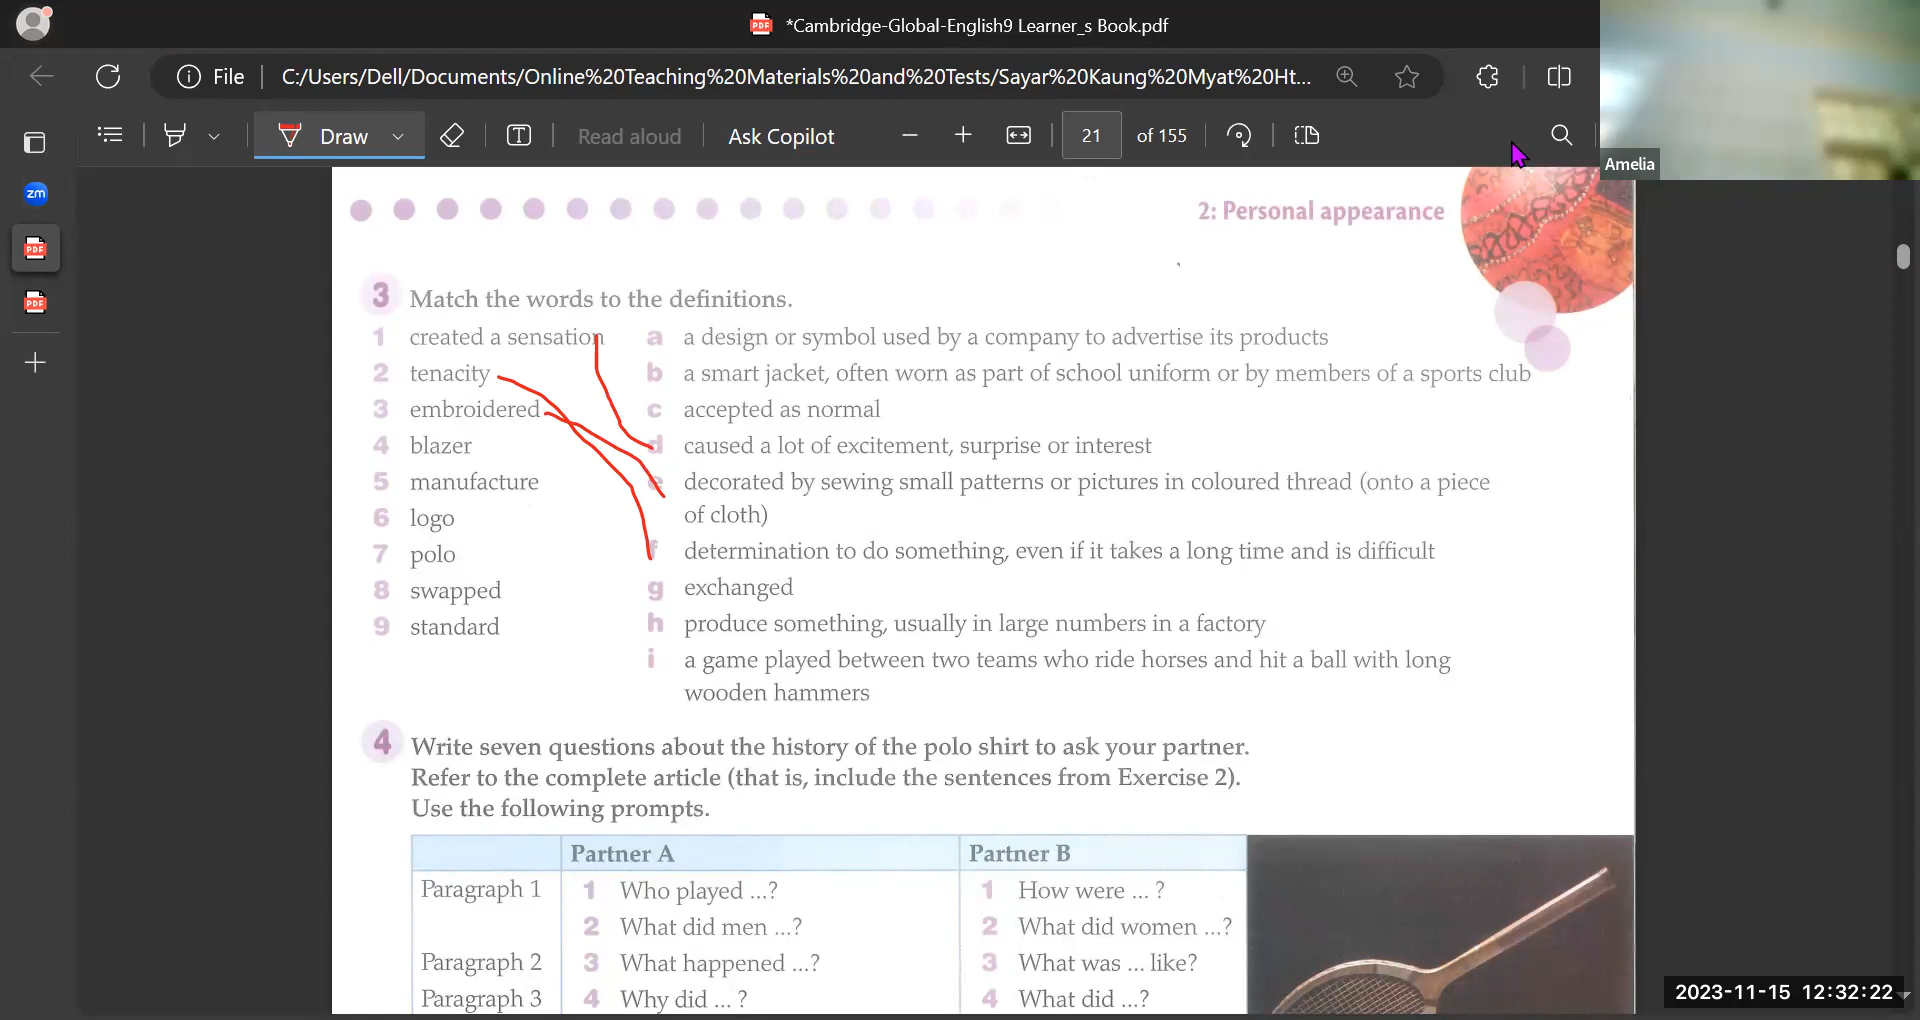 *Cambridge-Global-English9 Learner_s Book.pdf
File
C:/Users/Dell/Documents/Online%20Teaching%20Materials%20and%20Tests/Sayar%20Kaung%20Myat%20Ht...
Draw
Read aloud
Ask Copilot
21
of 155
Amelia
zm
PDF
PDF
2: Personal appearance
3 Match the words to the definitions.
1 created a sensation
2 tenacity
3 embroidered
4 blazer
5 manufacture
6 logo
7 polo
8 swapped
9 standard
a a design or symbol used by a company to advertise its products
b a smart jacket, often worn as part of school uniform or by members of a sports club
c accepted as normal
d caused a lot of excitement, surprise or interest
e decorated by sewing small patterns or pictures in coloured thread (onto a piece
of cloth)
f determination to do something, even if it takes a long time and is difficult
g exchanged
h produce something, usually in large numbers in a factory
i a game played between two teams who ride horses and hit a ball with long
wooden hammers
4 Write seven questions about the history of the polo shirt to ask your partner.
Refer to the complete article (that is, include the sentences from Exercise 2).
Use the following prompts.
Partner A Partner B
Paragraph 1 1 Who played ...? 1 How were ... ?
2 What did men ...? 2 What did women ...?
Paragraph 2 3 What happened ...? 3 What was ... like?
Paragraph 3 4 Why did ... ? 4 What did ...?
2023-11-15 12:32:22